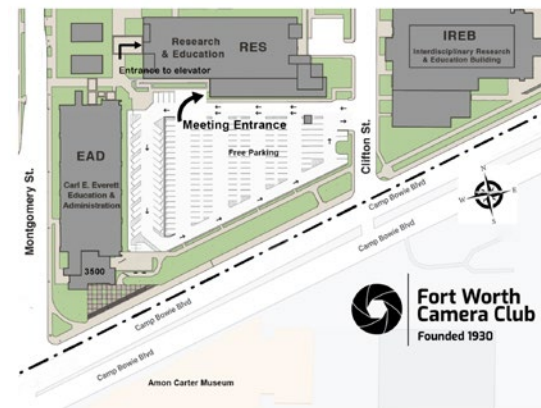 Research
& Education
RES
Entrance to elevator
IREB
Interdisciplinary Research
& Education Building
Meeting Entrance
Free Parking
EAD
Carl E. Everett
Education &
Administration
3500
Montgomery St.
Clifton St.
Camp Bowie Blvd
Camp Bowie Blvd
Camp Bowie Blvd
Camp Bowie Blvd
Amon Carter Museum
N
E
S
W
Fort Worth
Camera Club
Founded 1930